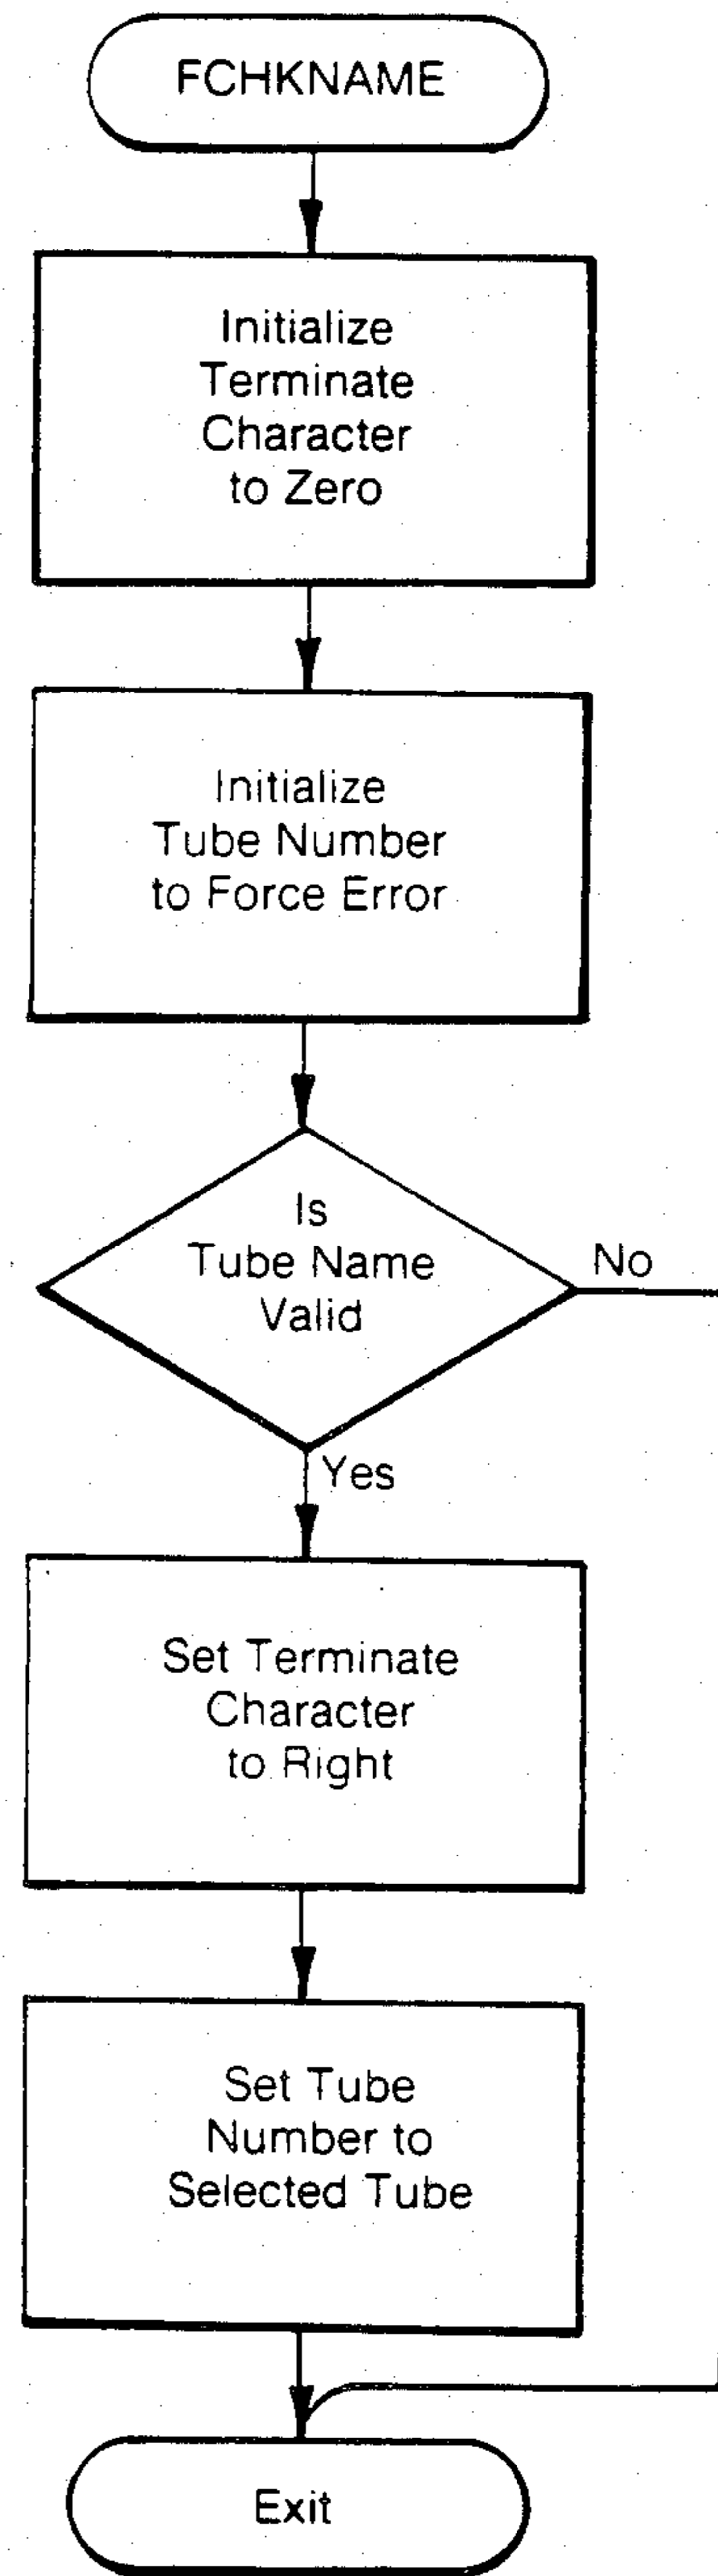 FCHKNAME
Initialize
Terminate
Character
to Zero
Initialize
Tube Number
to Force Error
Is
Tube Name
Valid
No
Yes
Set Terminate
Character
to Right
Set Tube
Number to
Selected Tube
Exit